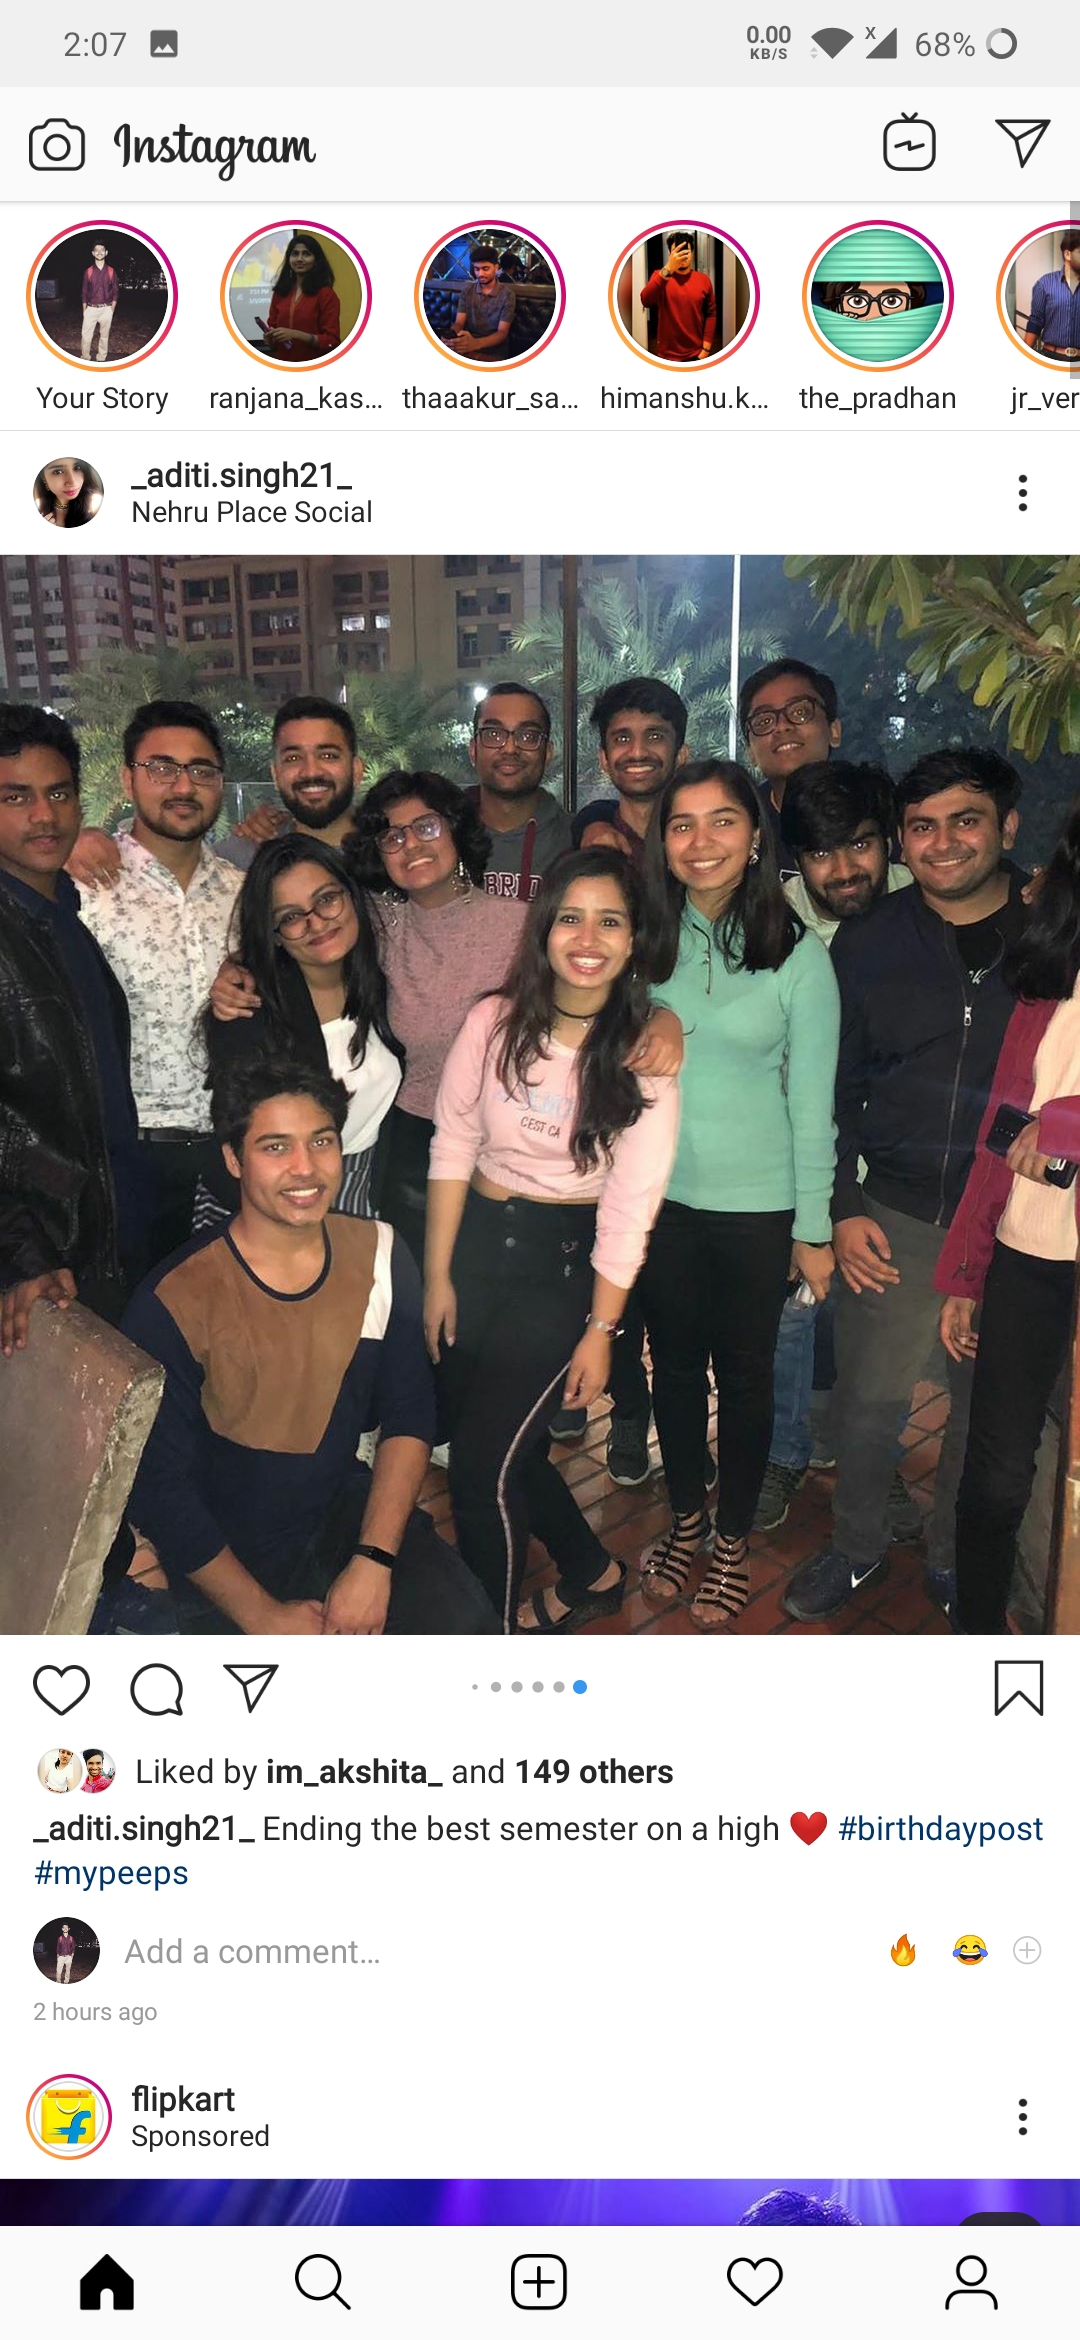 2:07
0.00
KB/S
x
68%
Instagram
Your Story
ranjana_kas...
thaaakur_sa...
himanshu.k...
the_pradhan
jr_ver
_aditi.singh21_
Nehru Place Social
CEST CA
Liked by im_akshita_ and 149 others
_aditi.singh21_ Ending the best semester on a high ❤️ #birthdaypost
#mypeeps
Add a comment...
🔥 😂
2 hours ago
flipkart
Sponsored